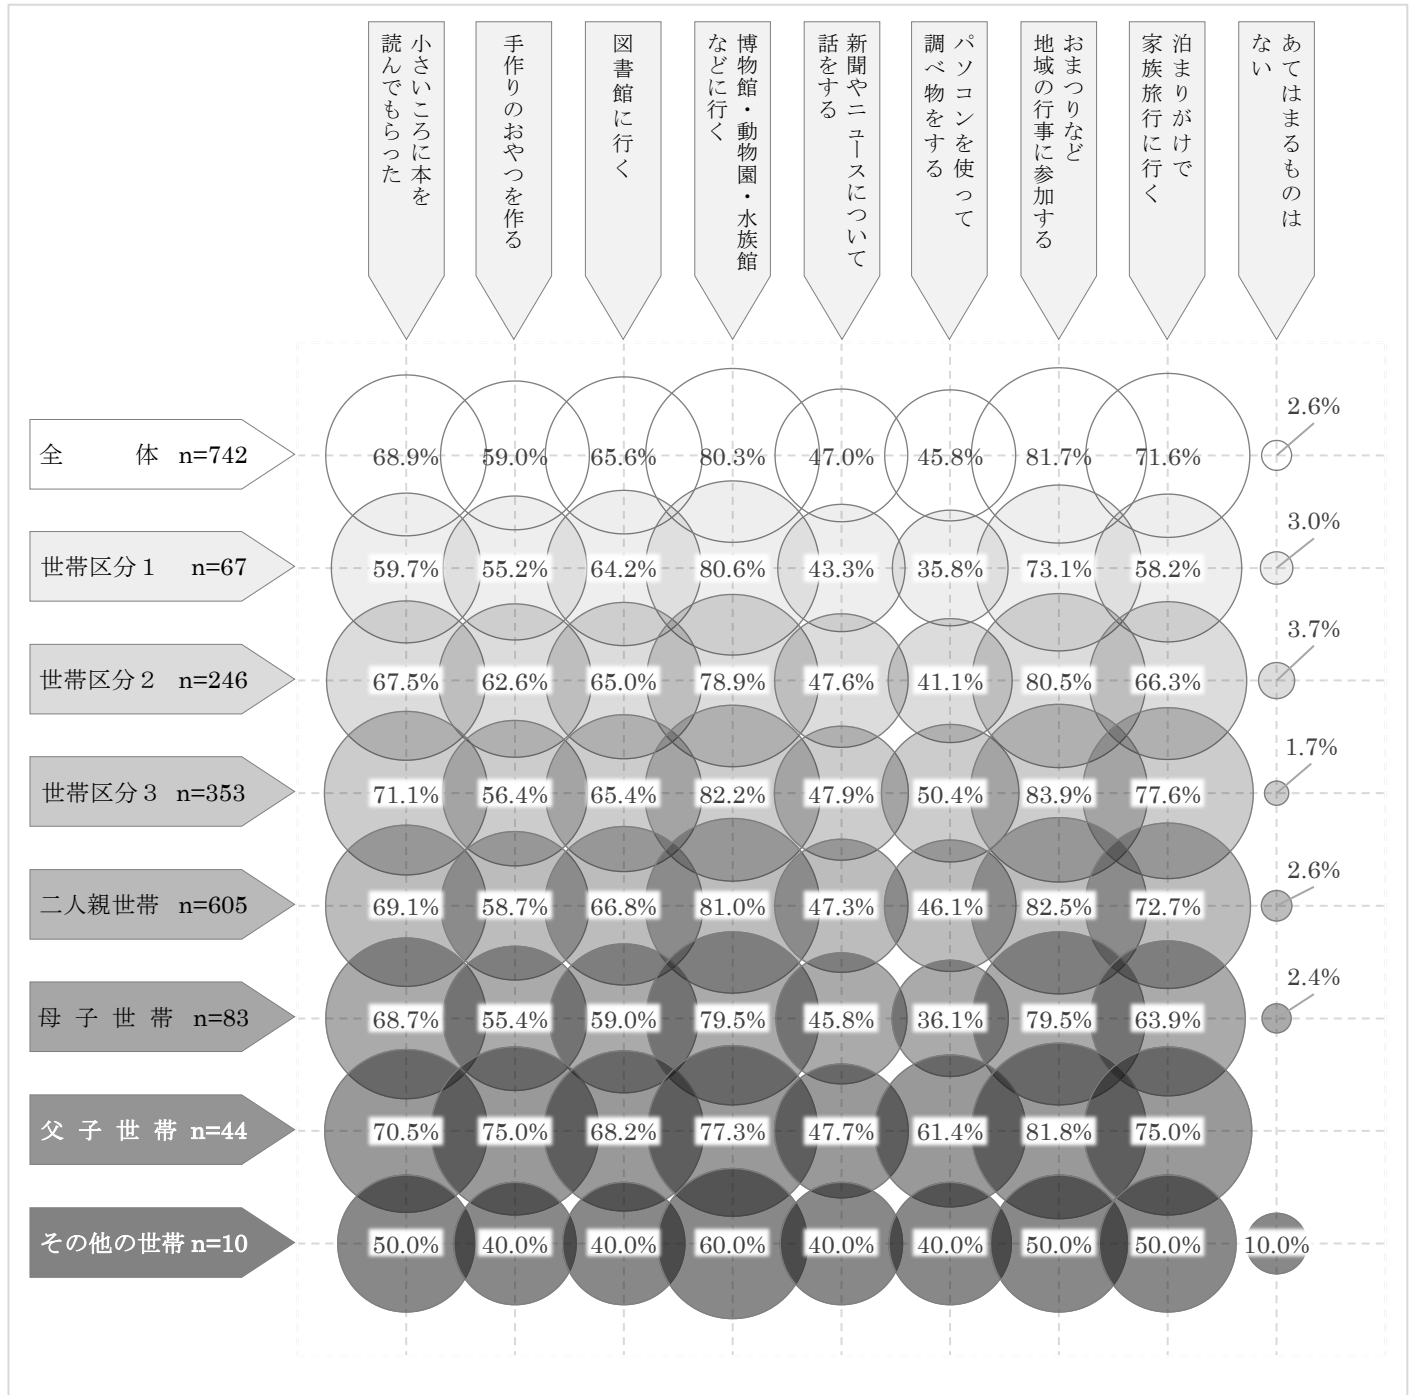 小さいころに本を
読んでもらった
手作りのおやつを作る
図書館に行く
博物館・動物園・水族館
などに行く
新聞やニュースについて
話をする
パソコンを使って
調べ物をする
おまつりなど
地域の行事に参加する
泊まりがけで
家族旅行に行く
あてはまるものは
ない
全 体 n=742
68.9% 59.0% 65.6% 80.3% 47.0% 45.8% 81.7% 71.6% 2.6%
世帯区分１ n=67
59.7% 55.2% 64.2% 80.6% 43.3% 35.8% 73.1% 58.2% 3.0%
世帯区分２ n=246
67.5% 62.6% 65.0% 78.9% 47.6% 41.1% 80.5% 66.3% 3.7%
世帯区分３ n=353
71.1% 56.4% 65.4% 82.2% 47.9% 50.4% 83.9% 77.6% 1.7%
二人親世帯 n=605
69.1% 58.7% 66.8% 81.0% 47.3% 46.1% 82.5% 72.7% 2.6%
母 子 世 帯 n=83
68.7% 55.4% 59.0% 79.5% 45.8% 36.1% 79.5% 63.9% 2.4%
父 子 世 帯 n=44
70.5% 75.0% 68.2% 77.3% 47.7% 61.4% 81.8% 75.0%
その他の世帯 n=10
50.0% 40.0% 40.0% 60.0% 40.0% 40.0% 50.0% 50.0% 10.0%